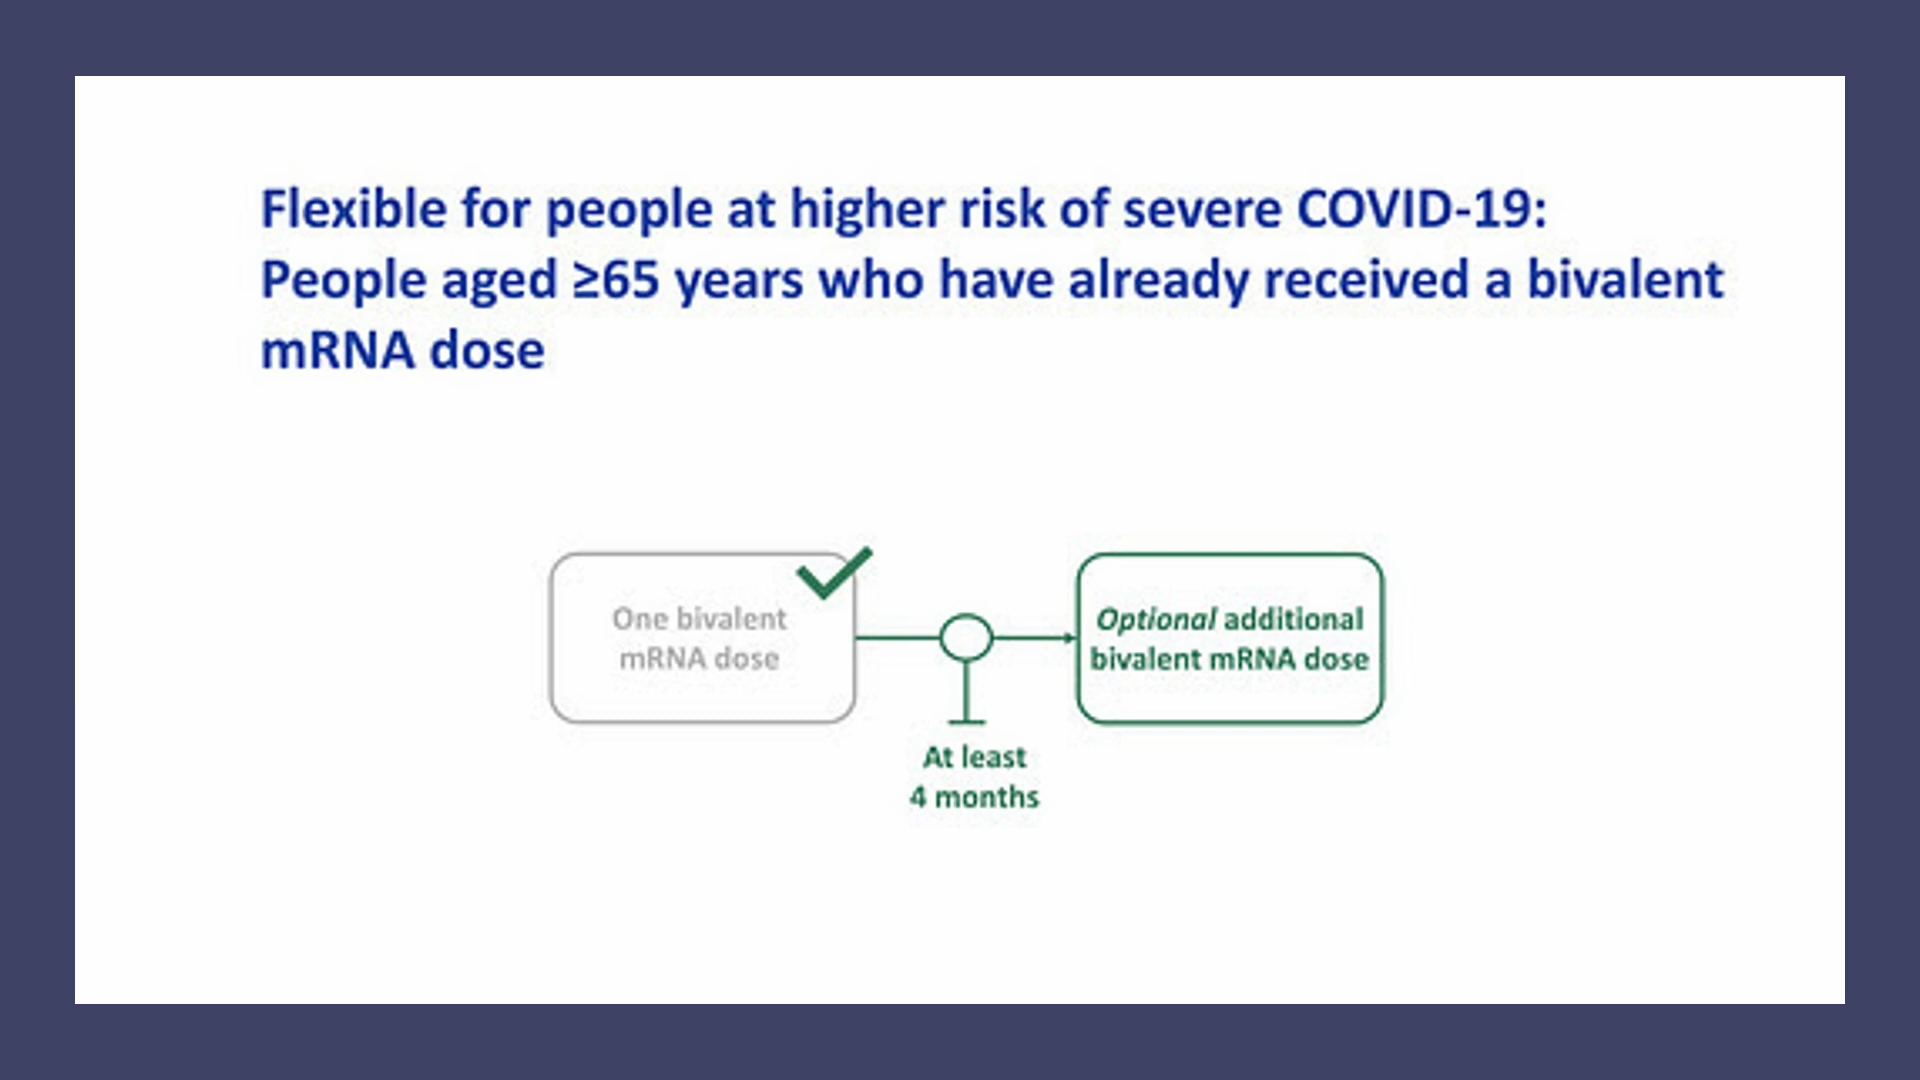 Flexible for people at higher risk of severe COVID-19:
People aged ≥65 years who have already received a bivalent
mRNA dose
One bivalent
mRNA dose
At least
4 months
Optional additional
bivalent mRNA dose